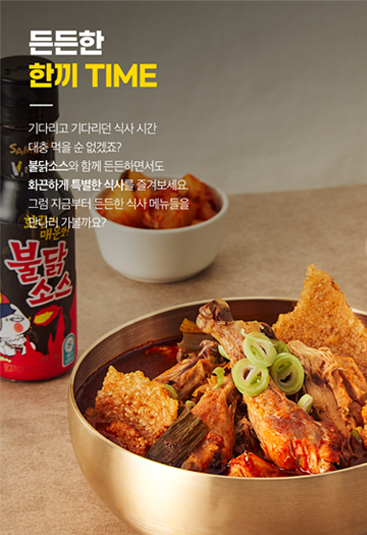 든든한
한끼 TIME
기다리고 기다리던 식사 시간
대충 먹을 순 없겠죠?
불닭소스와 함께 든든하면서도
화끈하게 특별한 식사를 즐겨보세요.
그럼 지금부터 든든한 식사 메뉴들을
만나러 가볼까요?
매운맛!
불닭
소스